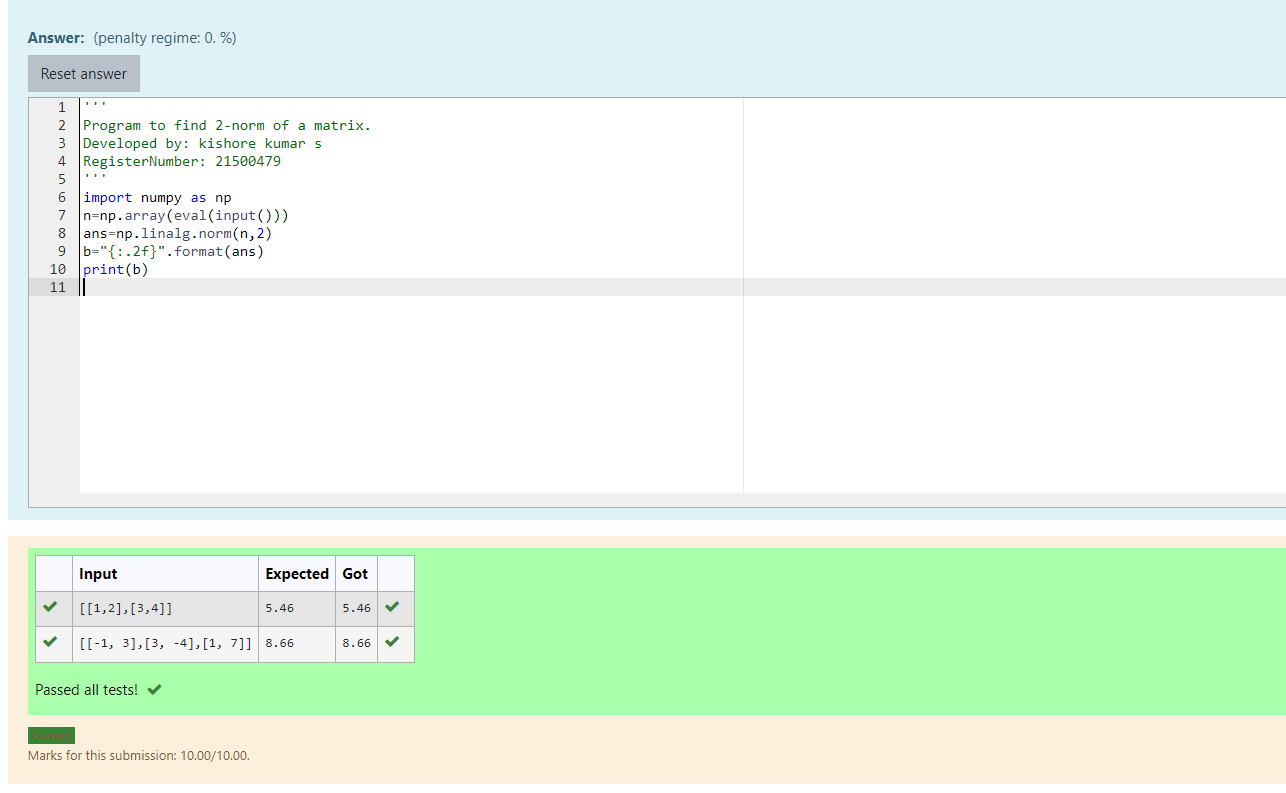 Answer: (penalty regime: 0. %)
Reset answer
1 '''
2 Program to find 2-norm of a matrix.
3 Developed by: kishore kumar s
4 RegisterNumber: 21500479
5 '''
6 import numpy as np
7 n=np.array(eval(input()))
8 ans=np.linalg.norm(n,2)
9 b="{:.2f}".format(ans)
10 print(b)
11
Input Expected Got
[[1,2],[3,4]] 5.46 5.46
[[-1, 3],[3, -4],[1, 7]] 8.66 8.66
Passed all tests!
Correct
Marks for this submission: 10.00/10.00.